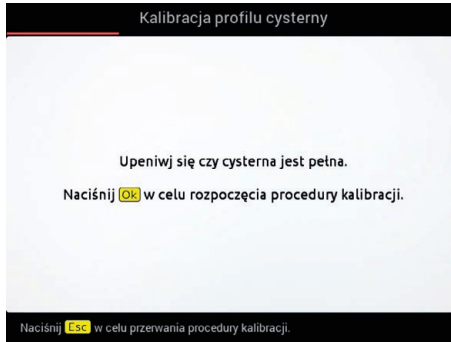 Kalibracja profilu cysterny
Upeniwj się czy cysterna jest pełna.
Naciśnij Ok w celu rozpoczęcia procedury kalibracji.
Naciśnij Esc w celu przerwania procedury kalibracji.